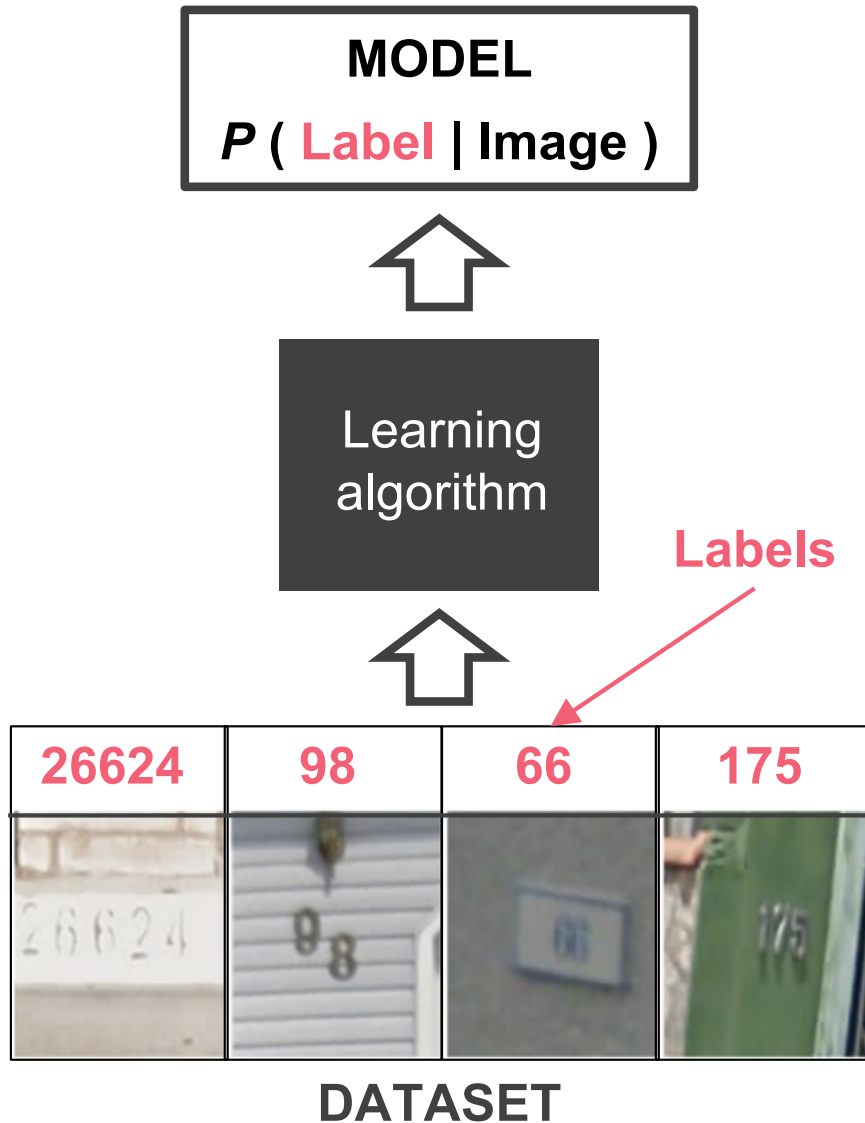 MODEL
P ( Label | Image )
Learning
algorithm
Labels
26624 98 66 175
26624 98 66 175
DATASET